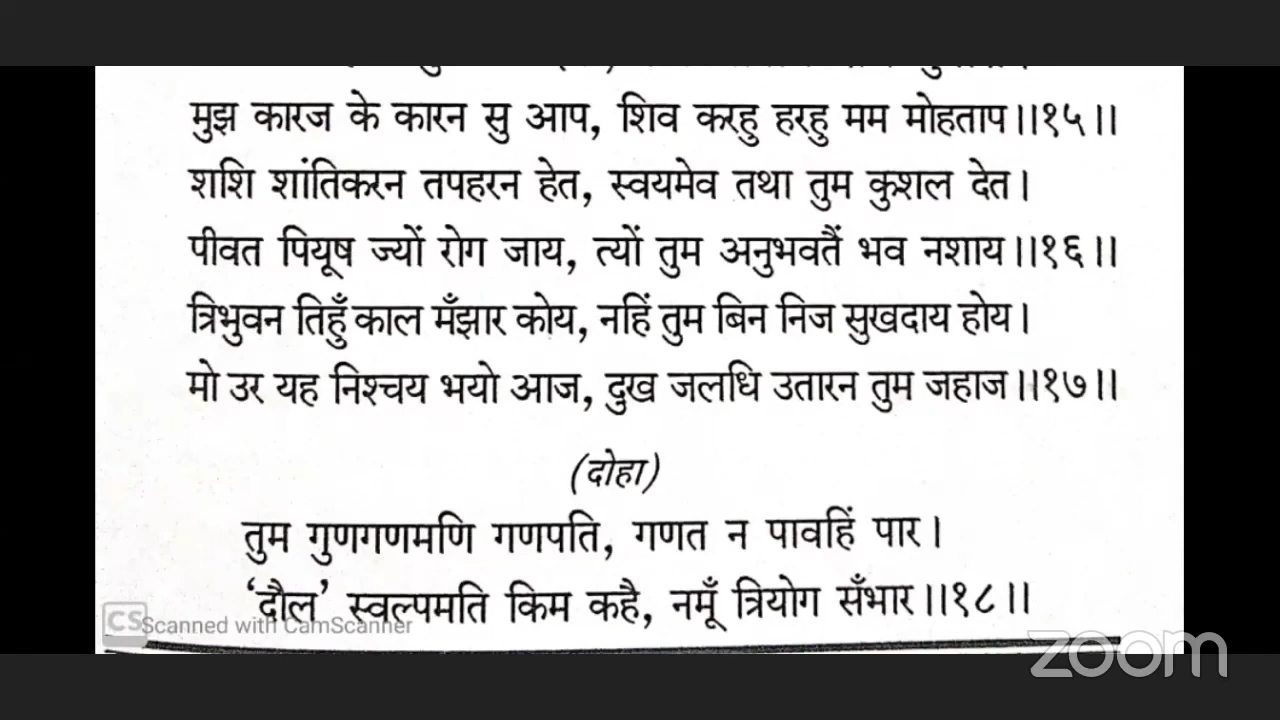 मुझ कारज के कारन सु आप, शिव करहु हरहु मम मोहताप॥१५॥
शशि शांतिकरन तपहरन हेत, स्वयमेव तथा तुम कुशल देत।
पीवत पियूष ज्यों रोग जाय, त्यों तुम अनुभवतैं भव नशाय॥१६॥
त्रिभुवन तिहुँ काल मँझार कोय, नहिं तुम बिन निज सुखदाय होय।
मो उर यह निश्चय भयो आज, दुख जलधि उतारन तुम जहाज॥१७॥
(दोहा)
तुम गुणगणमणि गणपति, गणत न पावहिं पार।
‘दौल’ स्वल्पमति किम कहै, नमूँ त्रियोग सँभार॥१८॥
CS Scanned with CamScanner
zoom